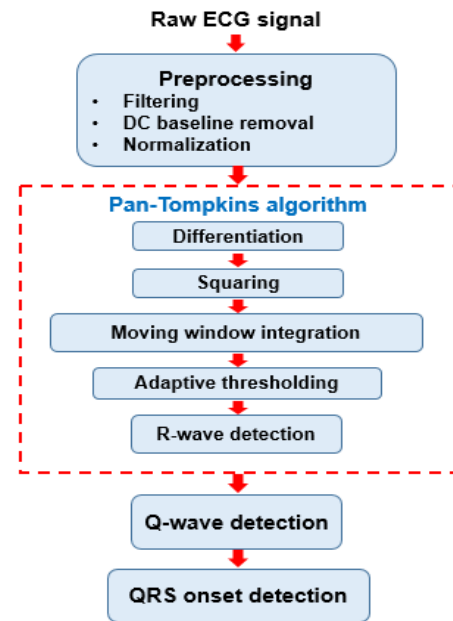 Raw ECG signal
Preprocessing
• Filtering
• DC baseline removal
• Normalization
Pan-Tompkins algorithm
Differentiation
Squaring
Moving window integration
Adaptive thresholding
R-wave detection
Q-wave detection
QRS onset detection